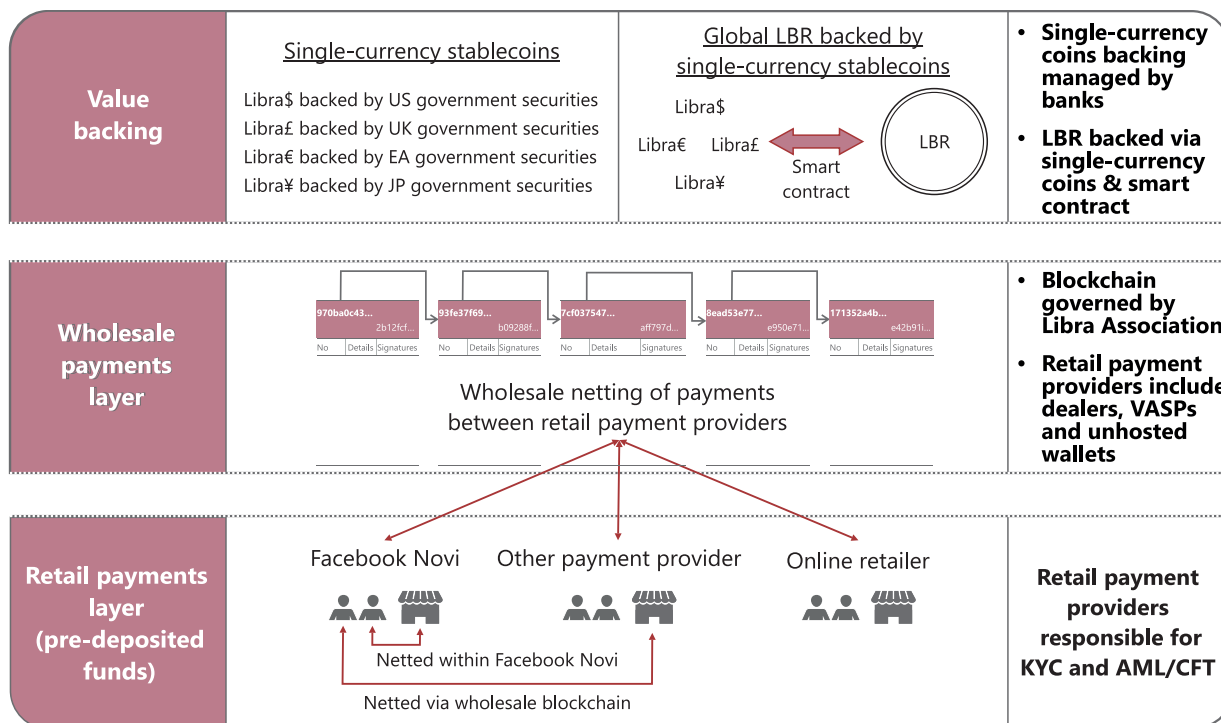 Value
backing
Single-currency stablecoins
Libra$ backed by US government securities
Libra£ backed by UK government securities
Libra€ backed by EA government securities
Libra¥ backed by JP government securities
Global LBR backed by
single-currency stablecoins
Libra$
Libra€ Libra£
Libra¥
Smart
contract
LBR
• Single-currency
coins backing
managed by
banks
• LBR backed via
single-currency
coins & smart
contract
Wholesale
payments
layer
970ba0c43... 93fe37f69... 7cf037547... 8ead53e77... 171352a4b...
2b12fcf... b09288f... aff797d... e950e71... e42b91i...
No Details Signatures No Details Signatures No Details Signatures No Details Signatures No Details Signatures
Wholesale netting of payments
between retail payment providers
• Blockchain
governed by
Libra Association
• Retail payment
providers include
dealers, VASPs
and unhosted
wallets
Retail payments
layer
(pre-deposited
funds)
Facebook Novi Other payment provider Online retailer
Netted within Facebook Novi
Netted via wholesale blockchain
Retail payment
providers
responsible for
KYC and AML/CFT